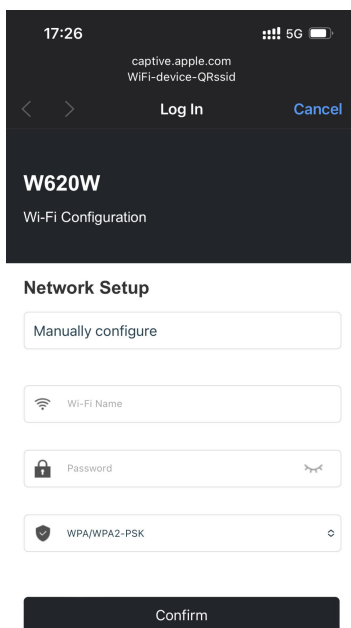 17:26
5G
captive.apple.com
WiFi-device-QRssid
Log In
Cancel
W620W
Wi-Fi Configuration
Network Setup
Manually configure
Wi-Fi Name
Password
WPA/WPA2-PSK
Confirm